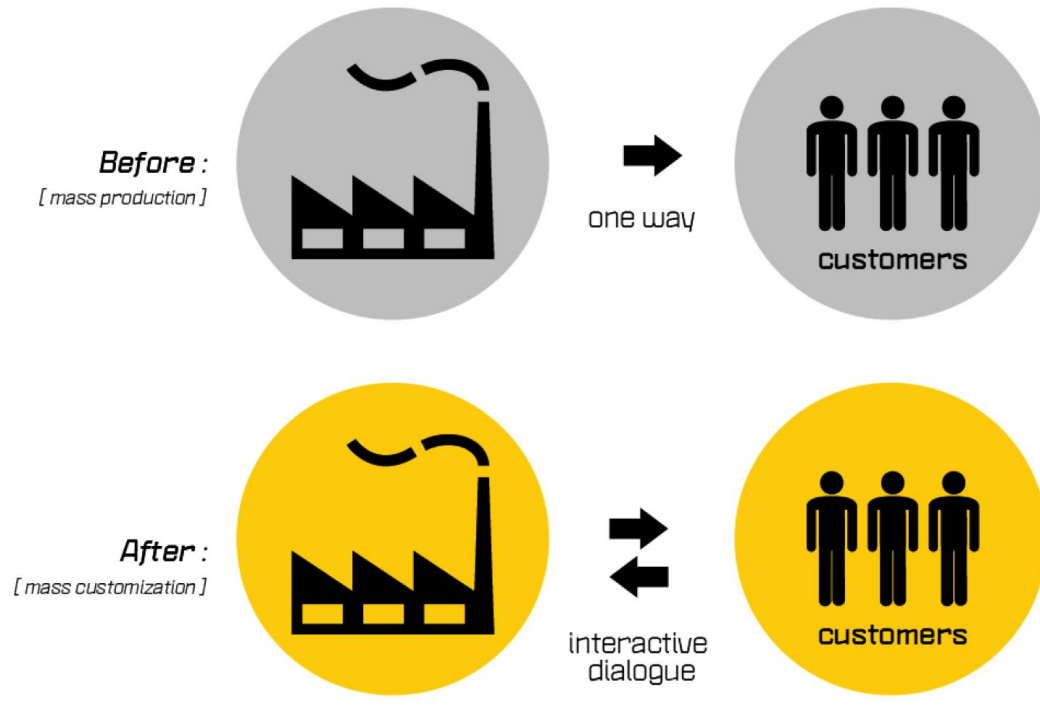 Before :
[ mass production ]
one way
customers
After :
[ mass customization ]
interactive
dialogue
customers